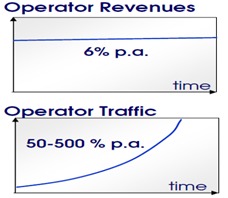 Operator Revenues
6% p.a.
time
Operator Traffic
50-500 % p.a.
time